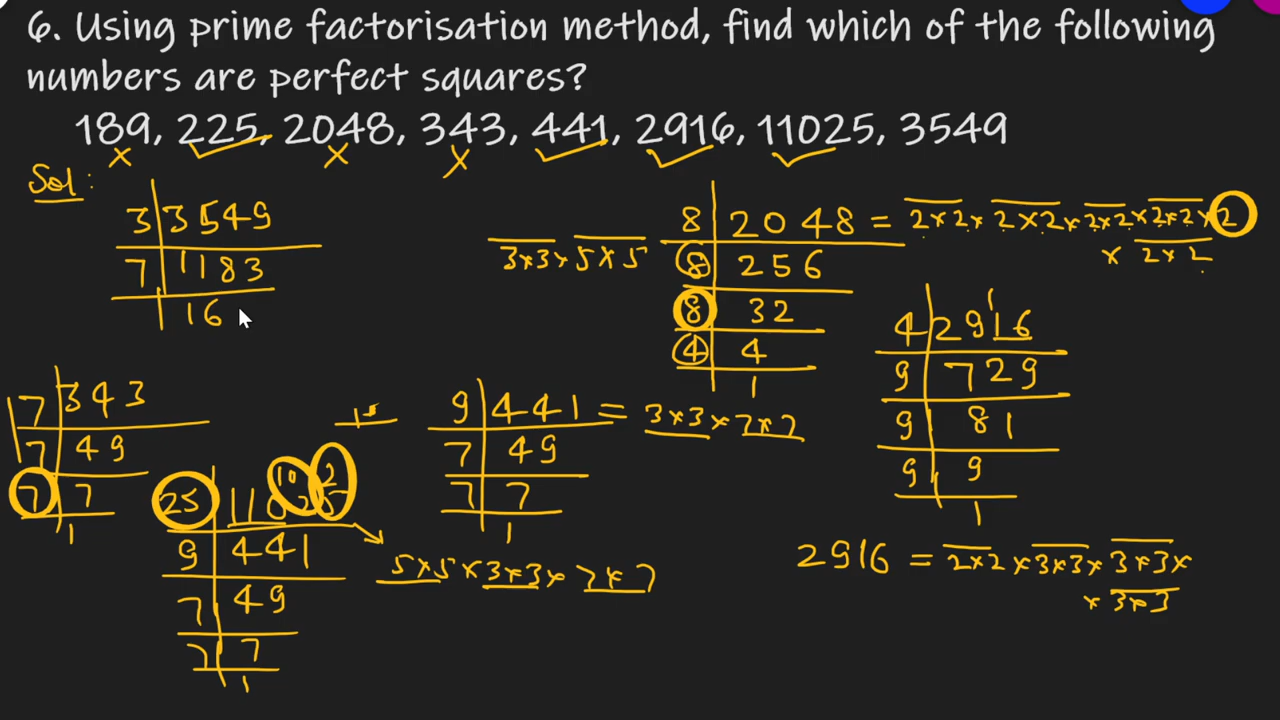 6. Using prime factorisation method, find which of the following
numbers are perfect squares?
189, 225, 2048, 343, 441, 2916, 11025, 3549
Sol:
3 | 3549
7 | 1183
16
3×3×5×5
8 | 2048 = 2×2× 2×2×2×2×2×2×2
× 2×2
8 | 256
8 | 32
4 | 4
1
4 | 2916
9 | 729
9 | 81
9 | 9
1
2916 = 2×2×3×3×3×3×
×3×3
7 | 343
7 | 49
7 | 7
1
9 | 441 = 3×3×7×7
7 | 49
7 | 7
1
25 | 11025
9 | 441
7 | 49
7 | 7
1
5×5×3×3×7×7